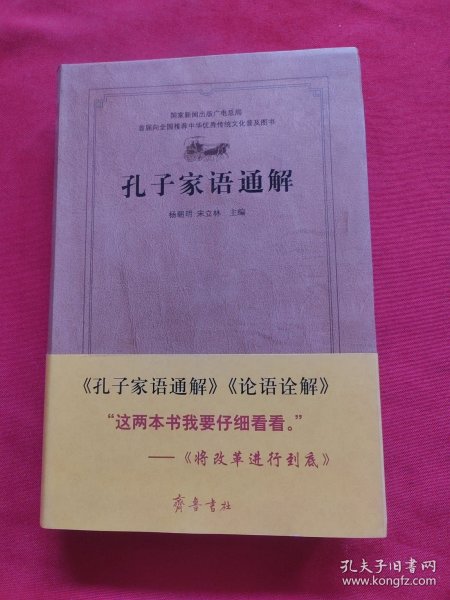 国家新闻出版广电总局
首届向全国推荐中华优秀传统文化普及图书
孔子家语通解
杨朝明 宋立林 主编
《孔子家语通解》《论语诠解》
“这两本书我要仔细看看。”
——《将改革进行到底》
齊鲁書社
孔夫子旧书网
www.kongfz.com